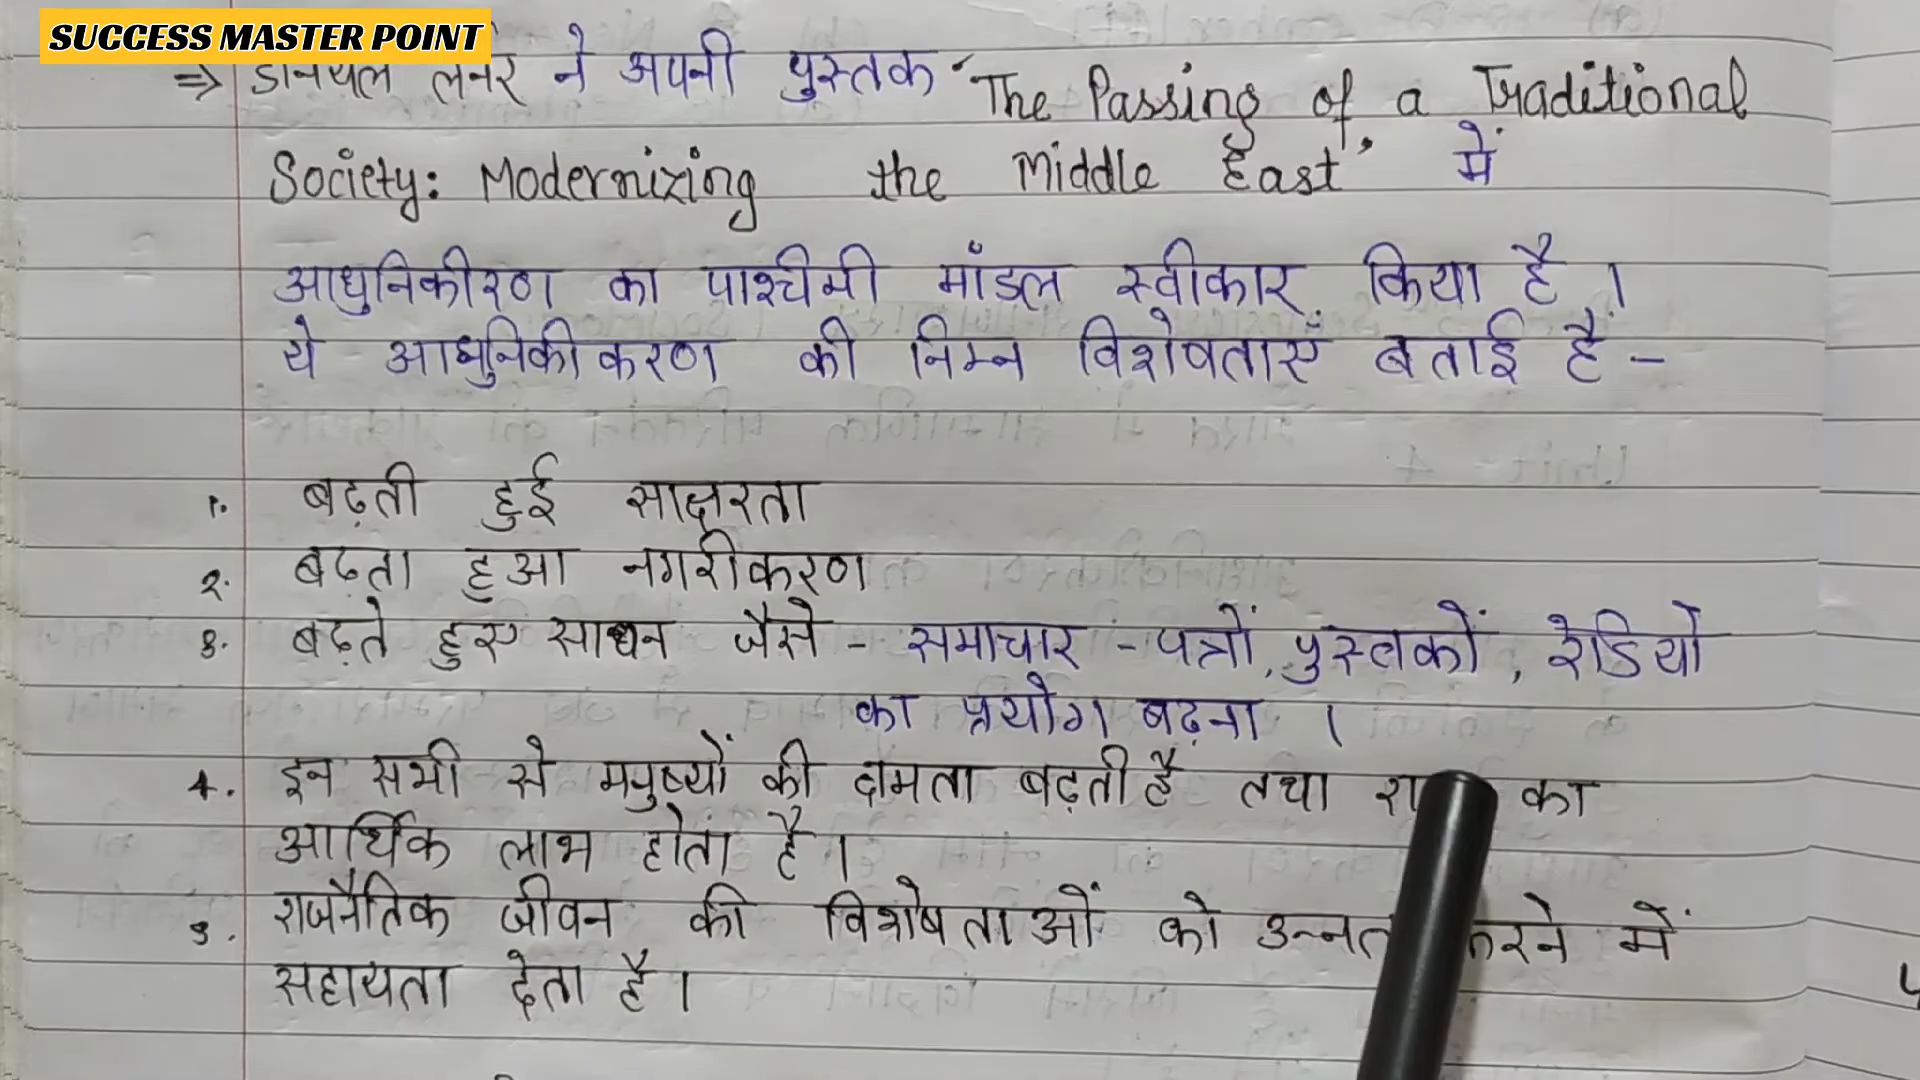 SUCCESS MASTER POINT
⇒ डेनियल लर्नर ने अपनी पुस्तक ‘The Passing of a Traditional
Society: Modernizing the Middle East’ में
आधुनिकीरण का पाश्चीमी मॉडल स्वीकार किया है ।
ये आधुनिकीकरण की निम्न विशेषताएँ बताई हैं –
1. बढ़ती हुई साक्षरता
2. बढ़ता हुआ नगरीकरण
3. बढ़ते हुए साधन जैसे - समाचार - पत्रों, पुस्तकों, रेडियो
का प्रयोग बढ़ना ।
4. इन सभी से मनुष्यों की क्षमता बढ़ती है तथा का
आर्थिक लाभ होता है ।
5. राजनैतिक जीवन की विशेषताओं को उन्नत करने में
सहायता देता है ।